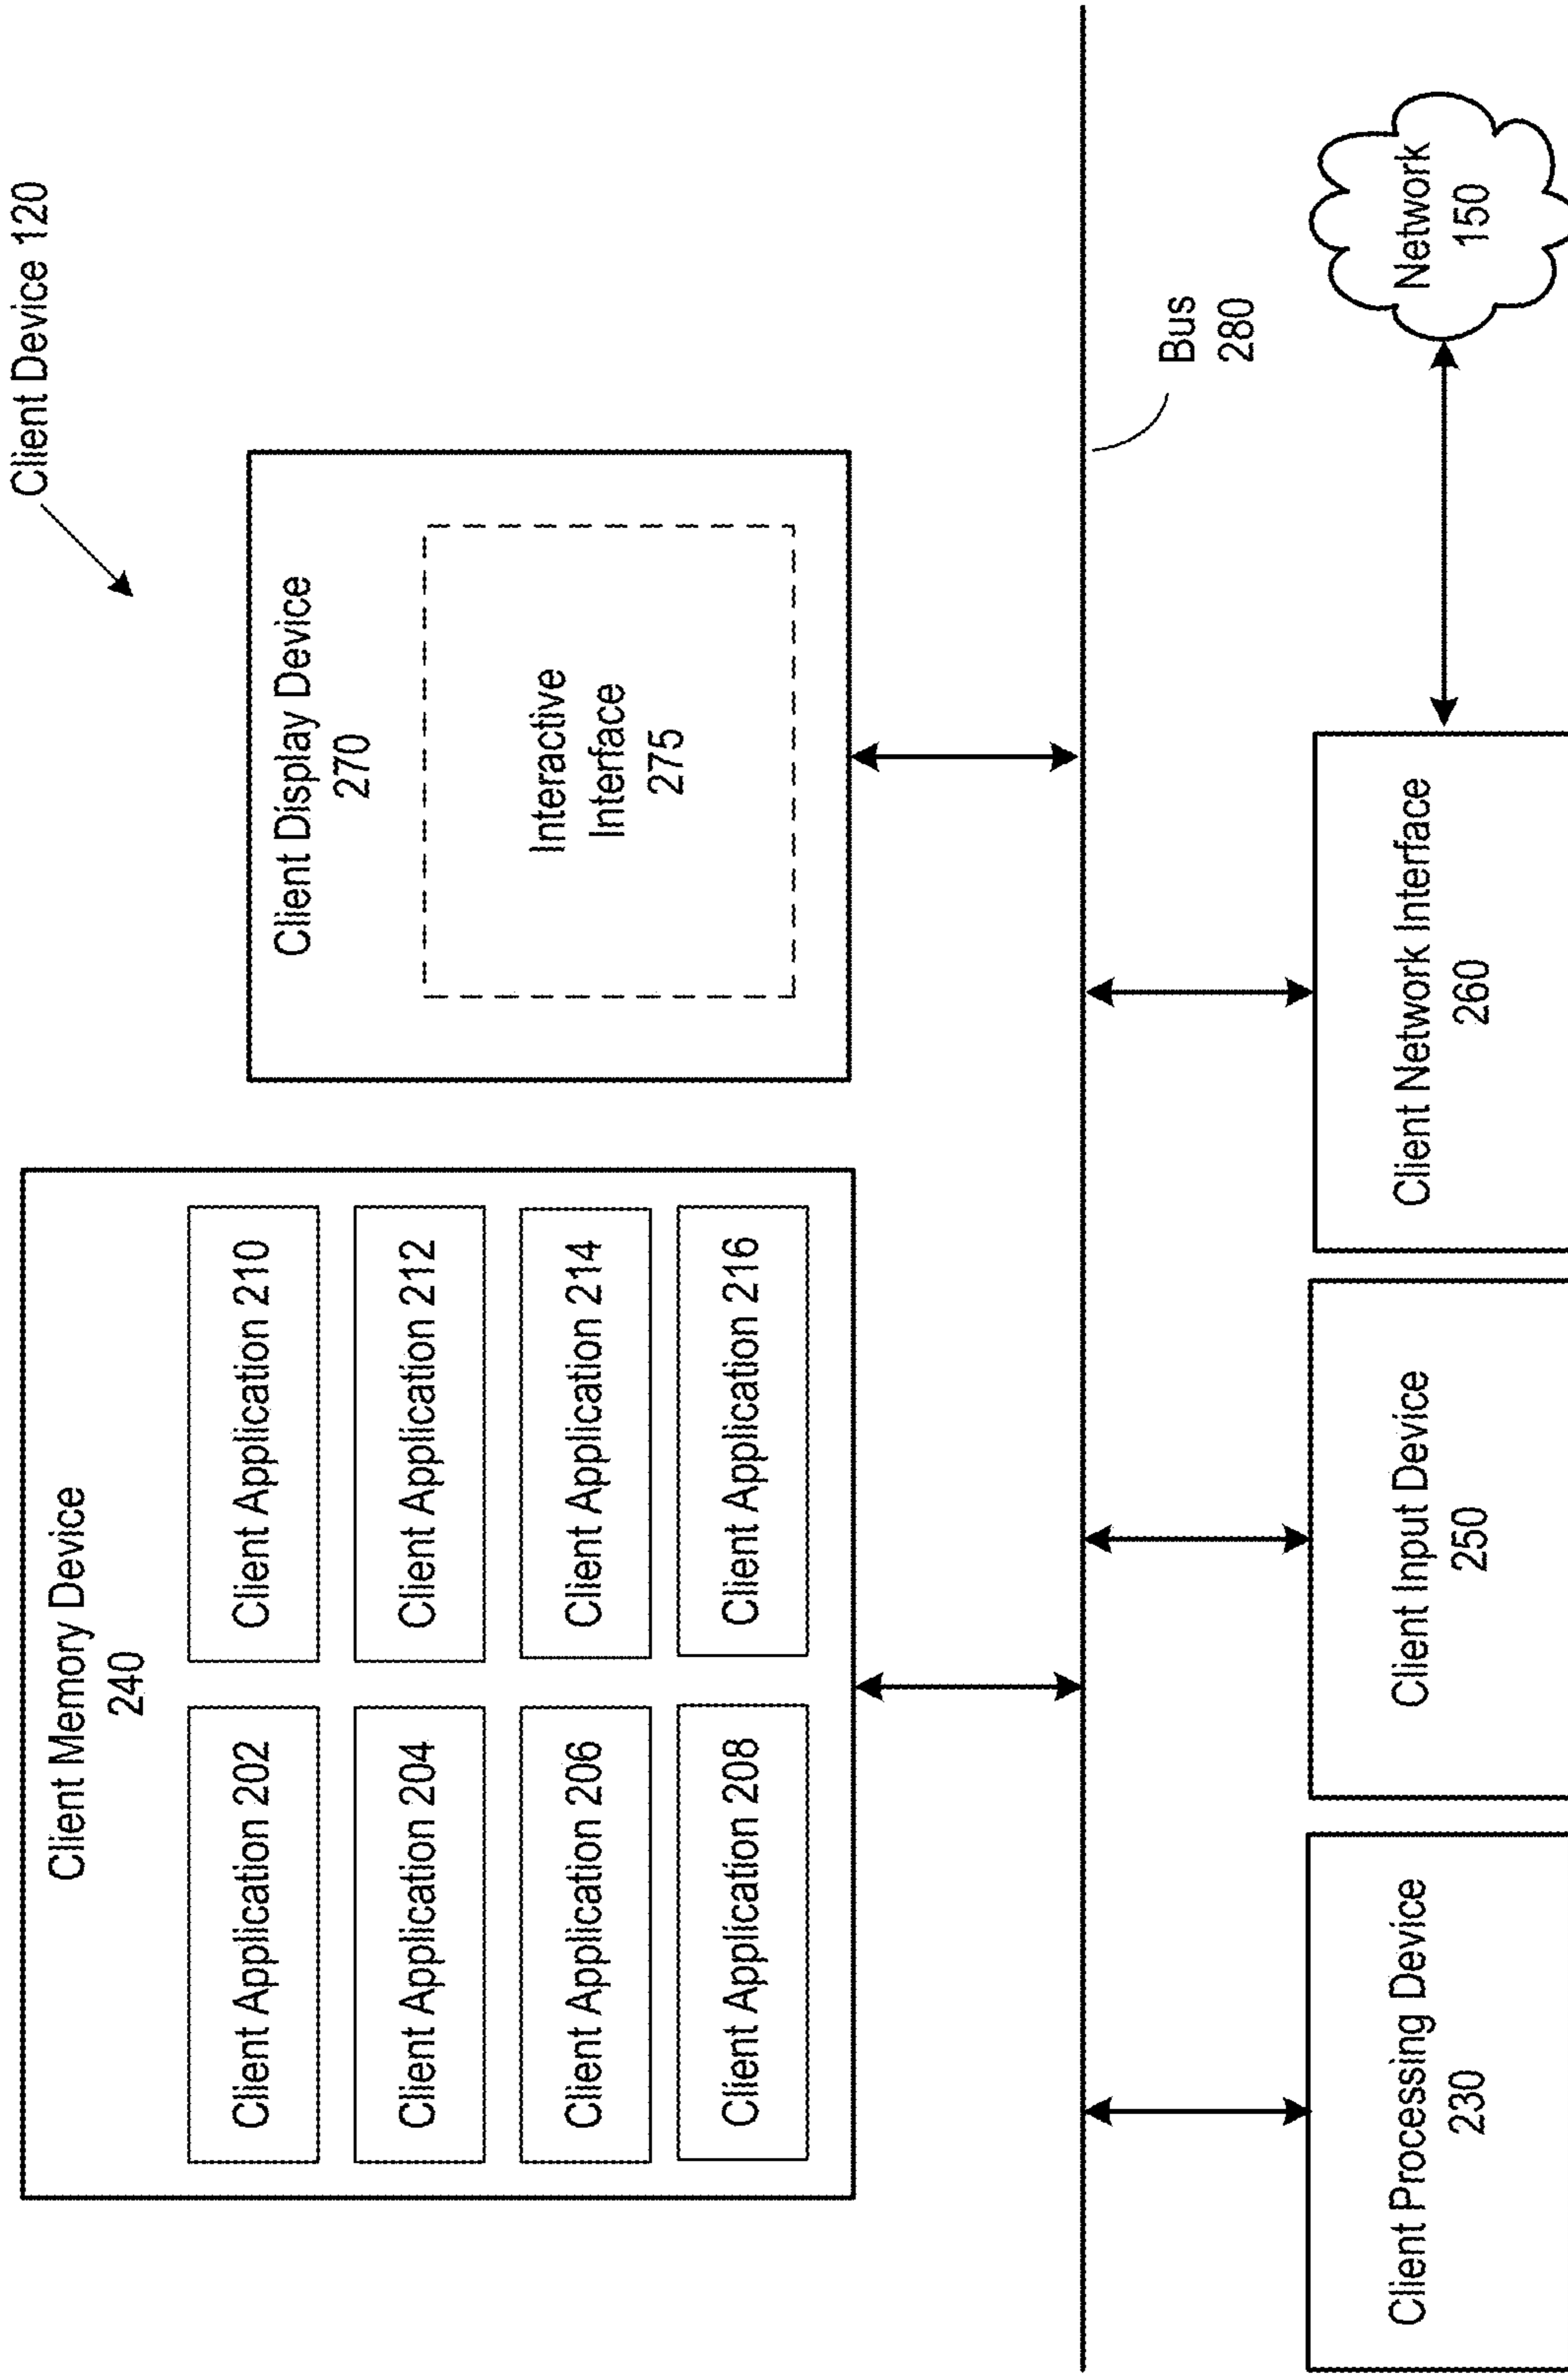 Client Device 120
Client Memory Device
240
Client Application 202
Client Application 210
Client Application 204
Client Application 212
Client Application 206
Client Application 214
Client Application 208
Client Application 216
Client Display Device
270
Interactive
Interface
275
Bus
280
Client Processing Device
230
Client Input Device
250
Client Network Interface
260
Network
150